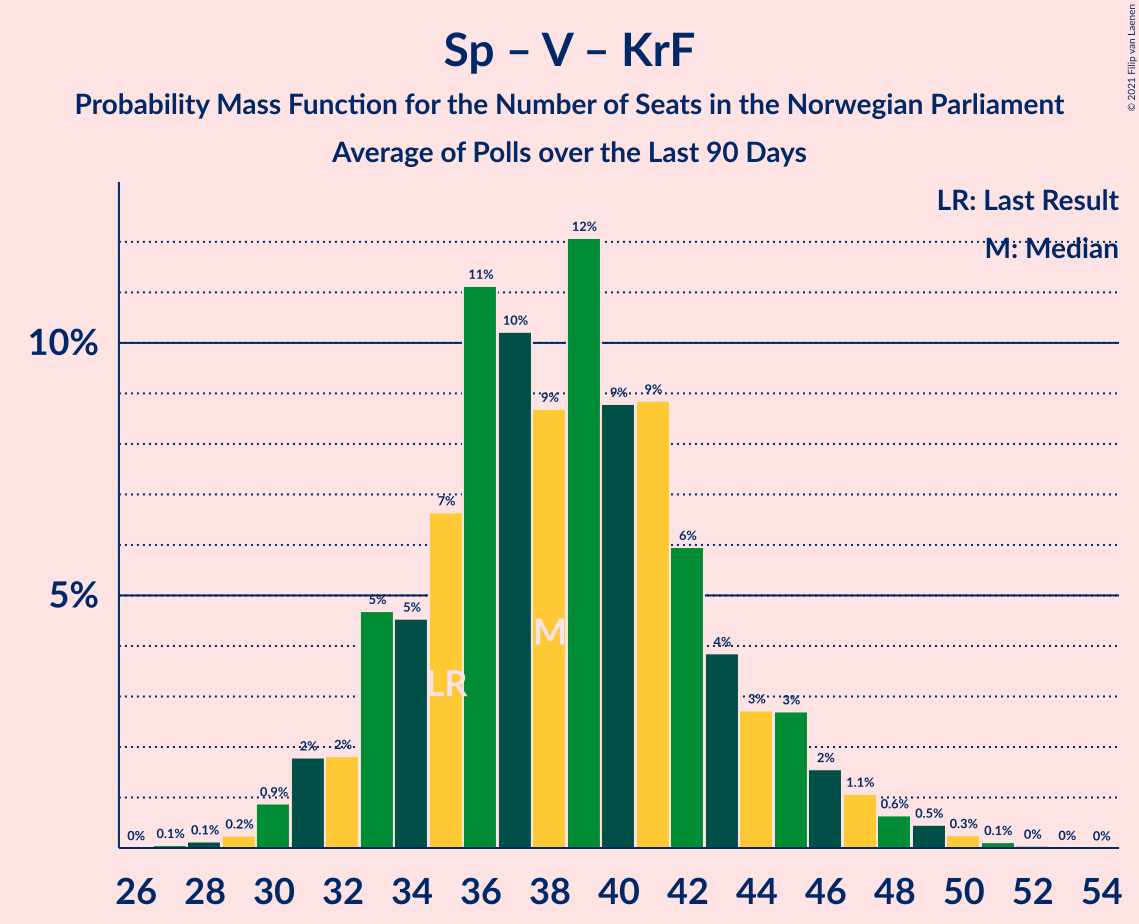 Sp – V – KrF
Probability Mass Function for the Number of Seats in the Norwegian Parliament
Average of Polls over the Last 90 Days
© 2021 Filip van Laenen
LR: Last Result
M: Median
10%
5%
0% 0.1% 0.1% 0.2% 0.9% 2% 2% 5% 5% 7% 11% 10% 9% 12% 9% 9% 6% 4% 3% 3% 2% 1.1% 0.6% 0.5% 0.3% 0.1% 0% 0% 0%
LR
M
26 28 30 32 34 36 38 40 42 44 46 48 50 52 54